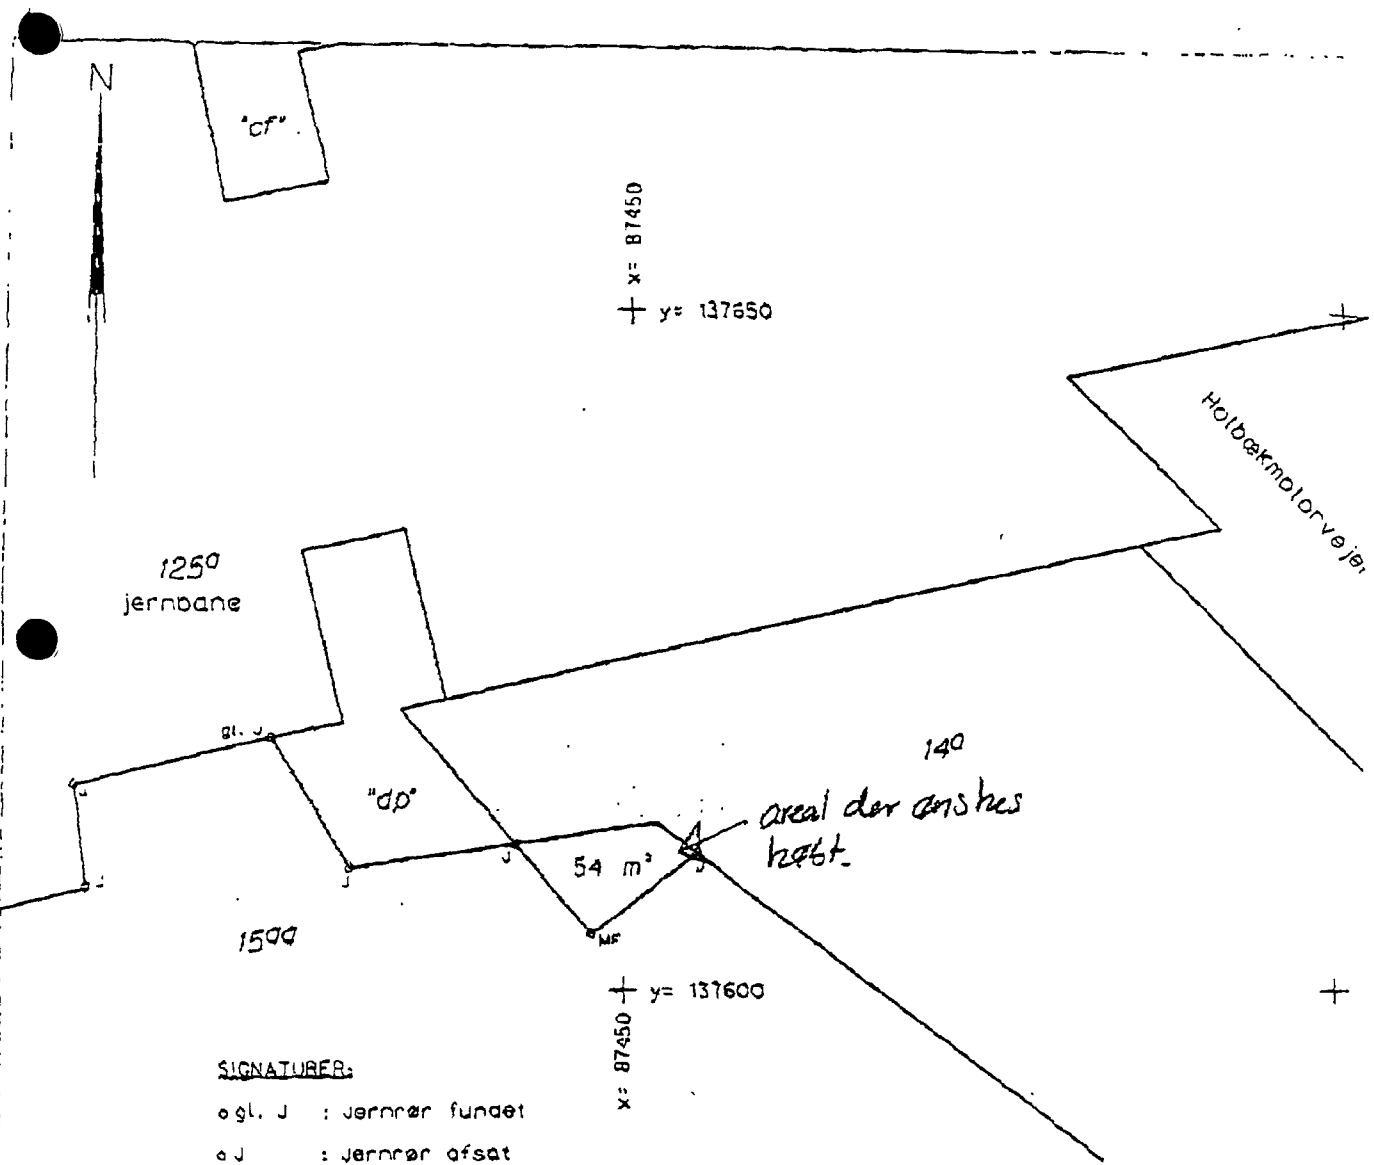 N
"cf"
x= 87450
y= 137650
Holbækmotorvejen
125a
jernbane
gl. J
J
14a
"dp"
areal der ønskes
købt.
J
J
54 m²
J
J
MF
15aa
y= 137600
x= 87450
SIGNATURER:
gl. J : Jernrør fundet
J : Jernrør afsat